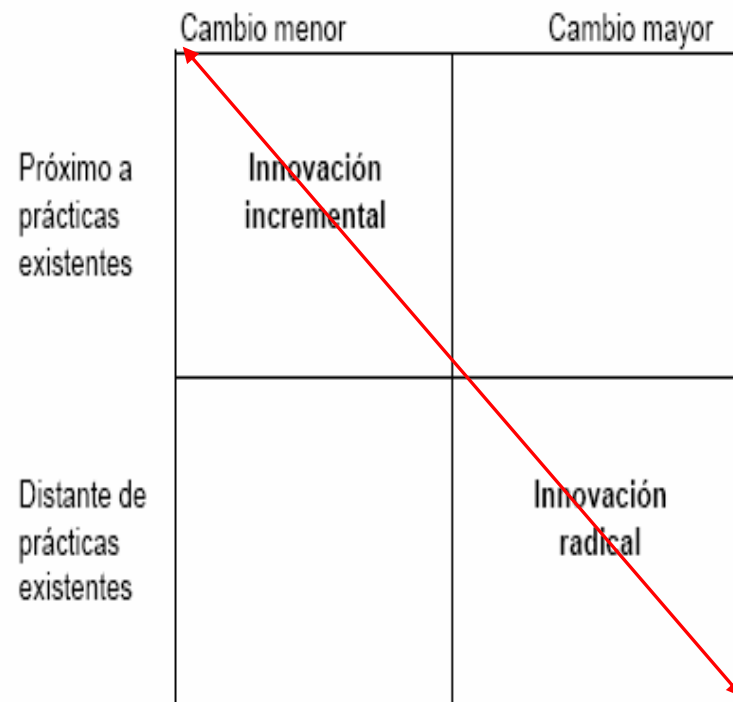 Cambio menor
Cambio mayor
Próximo a
prácticas
existentes
Innovación
incremental
Distante de
prácticas
existentes
Innovación
radical